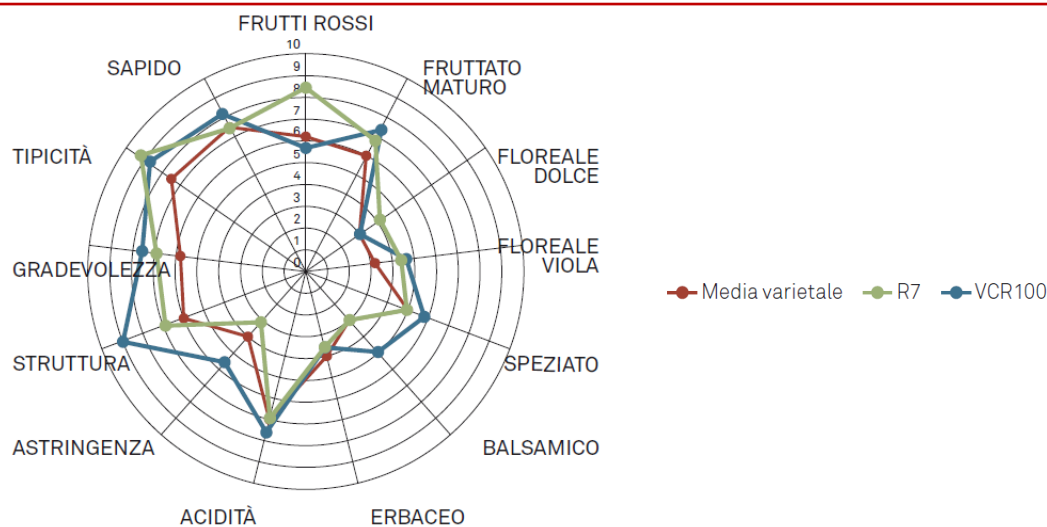 FRUTTI ROSSI
10
9
8
7
6
5
4
3
2
1
0
FRUTTATO
MATURO
FLOREALE
DOLCE
FLOREALE
VIOLA
SPEZIATO
BALSAMICO
ERBACEO
ACIDITÀ
ASTRINGENZA
STRUTTURA
GRADEVOLEZZA
TIPICITÀ
SAPIDO
Media varietale
R7
VCR100